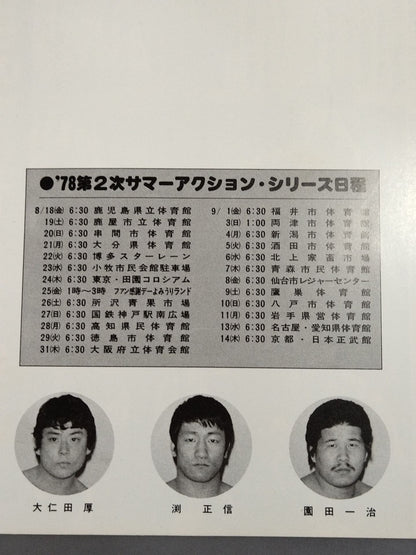 ●'78第2次サマーアクション・シリーズ日程
8/18(金) 6:30 鹿児島県立体育館
19(土) 6:30 鹿屋市立体育館
20(日) 6:30 串間市体育館
21(月) 6:30 大分県体育館
22(火) 6:30 博多スターレーン
23(水) 6:30 小牧市民会館駐車場
24(木) 6:30 東京・田園コロシアム
25(金) 1時〜3時 ファン感謝デーよみうりランド
26(土) 6:30 所沢青果市場
27(日) 6:30 国鉄神戸駅南広場
28(月) 6:30 高知県民体育館
29(火) 6:30 徳島市体育館
31(木) 6:30 大阪府立体育会館
9/1(金) 6:30 福井市体育館
3(日) 1:00 両津市体育館
4(月) 6:30 新潟市体育館
5(火) 6:30 酒田市体育館
6(水) 6:30 北上家畜市場
7(木) 6:30 青森市民体育館
8(金) 6:30 仙台市レジャーセンター
9(土) 6:30 鷹巣体育館
10(日) 6:30 八戸市体育館
11(月) 6:30 岩手県営体育館
13(水) 6:30 名古屋・愛知県体育館
14(木) 6:30 京都・日本正武館
大仁田厚
渕正信
園田一治